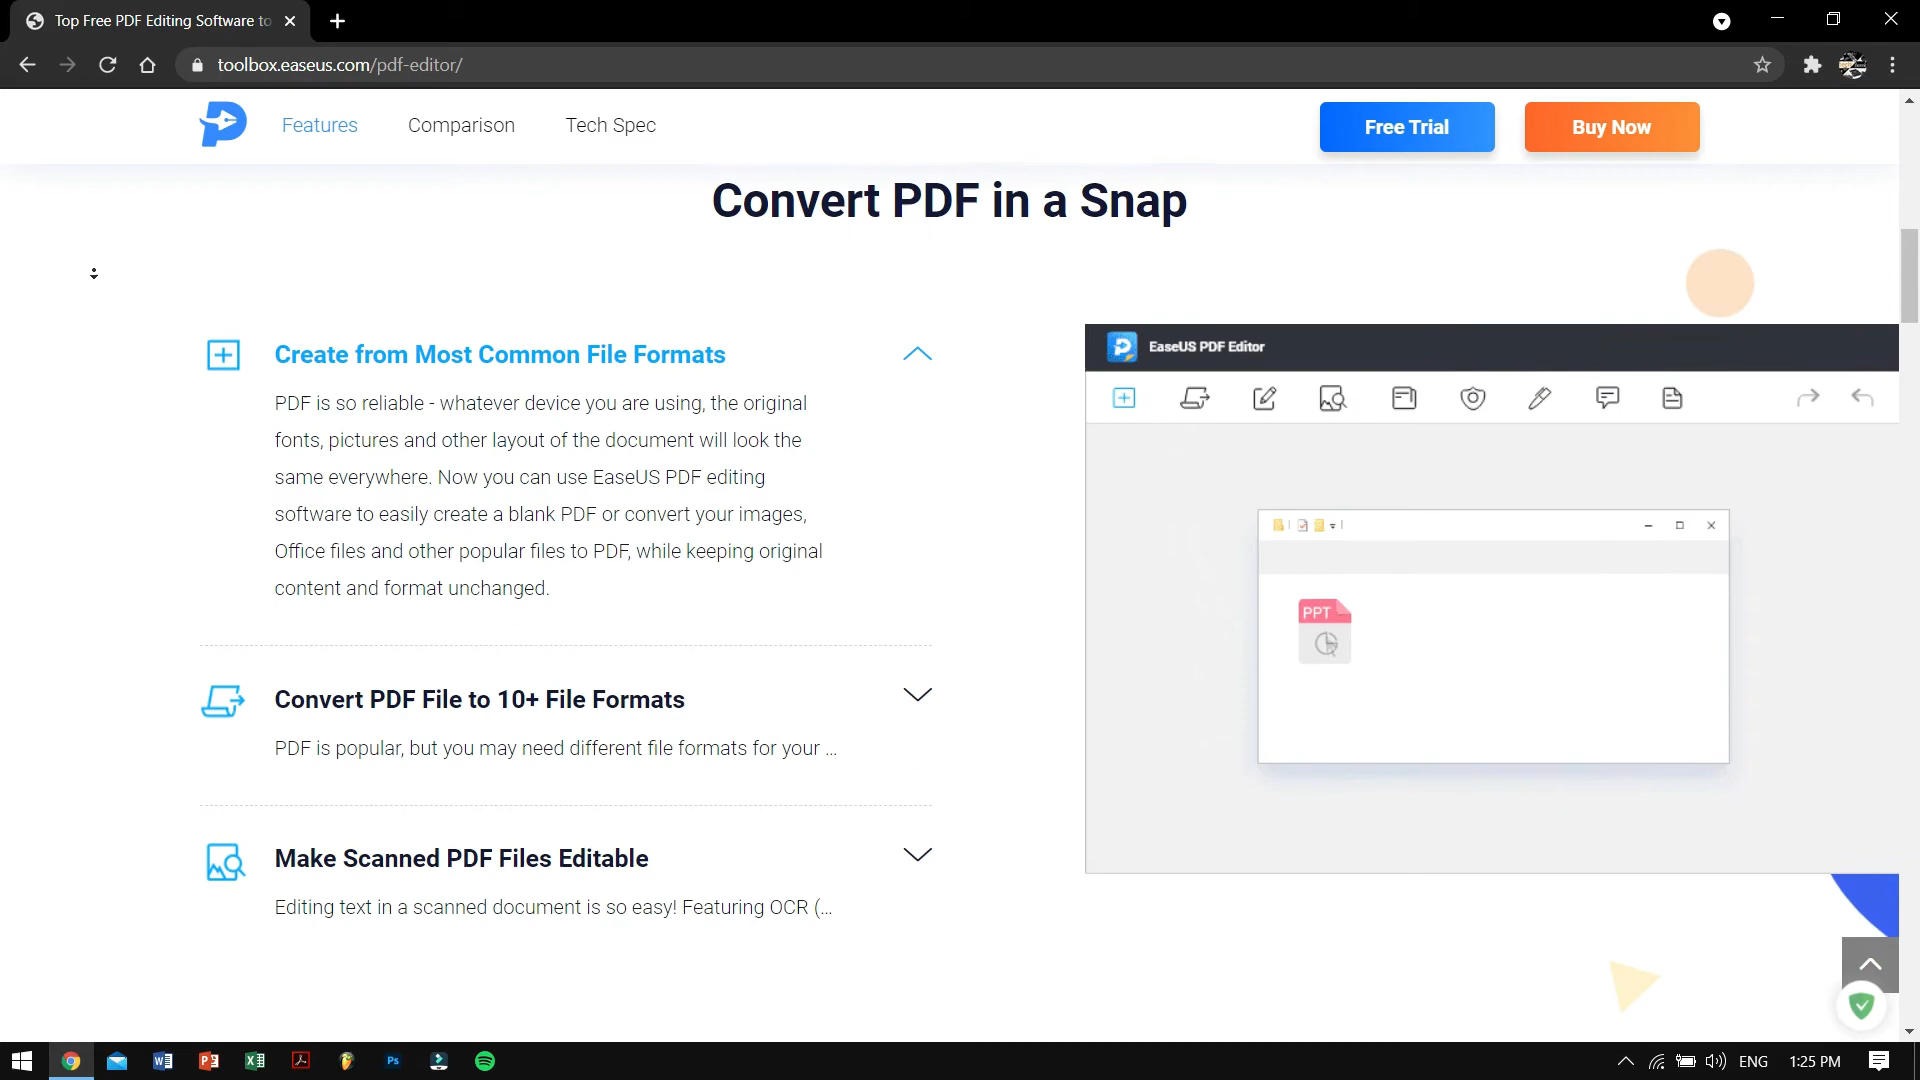 Top Free PDF Editing Software to
toolbox.easeus.com/pdf-editor/
Features
Comparison
Tech Spec
Free Trial
Buy Now
Convert PDF in a Snap
Create from Most Common File Formats
PDF is so reliable - whatever device you are using, the original
fonts, pictures and other layout of the document will look the
same everywhere. Now you can use EaseUS PDF editing
software to easily create a blank PDF or convert your images,
Office files and other popular files to PDF, while keeping original
content and format unchanged.
Convert PDF File to 10+ File Formats
PDF is popular, but you may need different file formats for your ...
Make Scanned PDF Files Editable
Editing text in a scanned document is so easy! Featuring OCR (...
EaseUS PDF Editor
PPT
Ps
ENG
1:25 PM